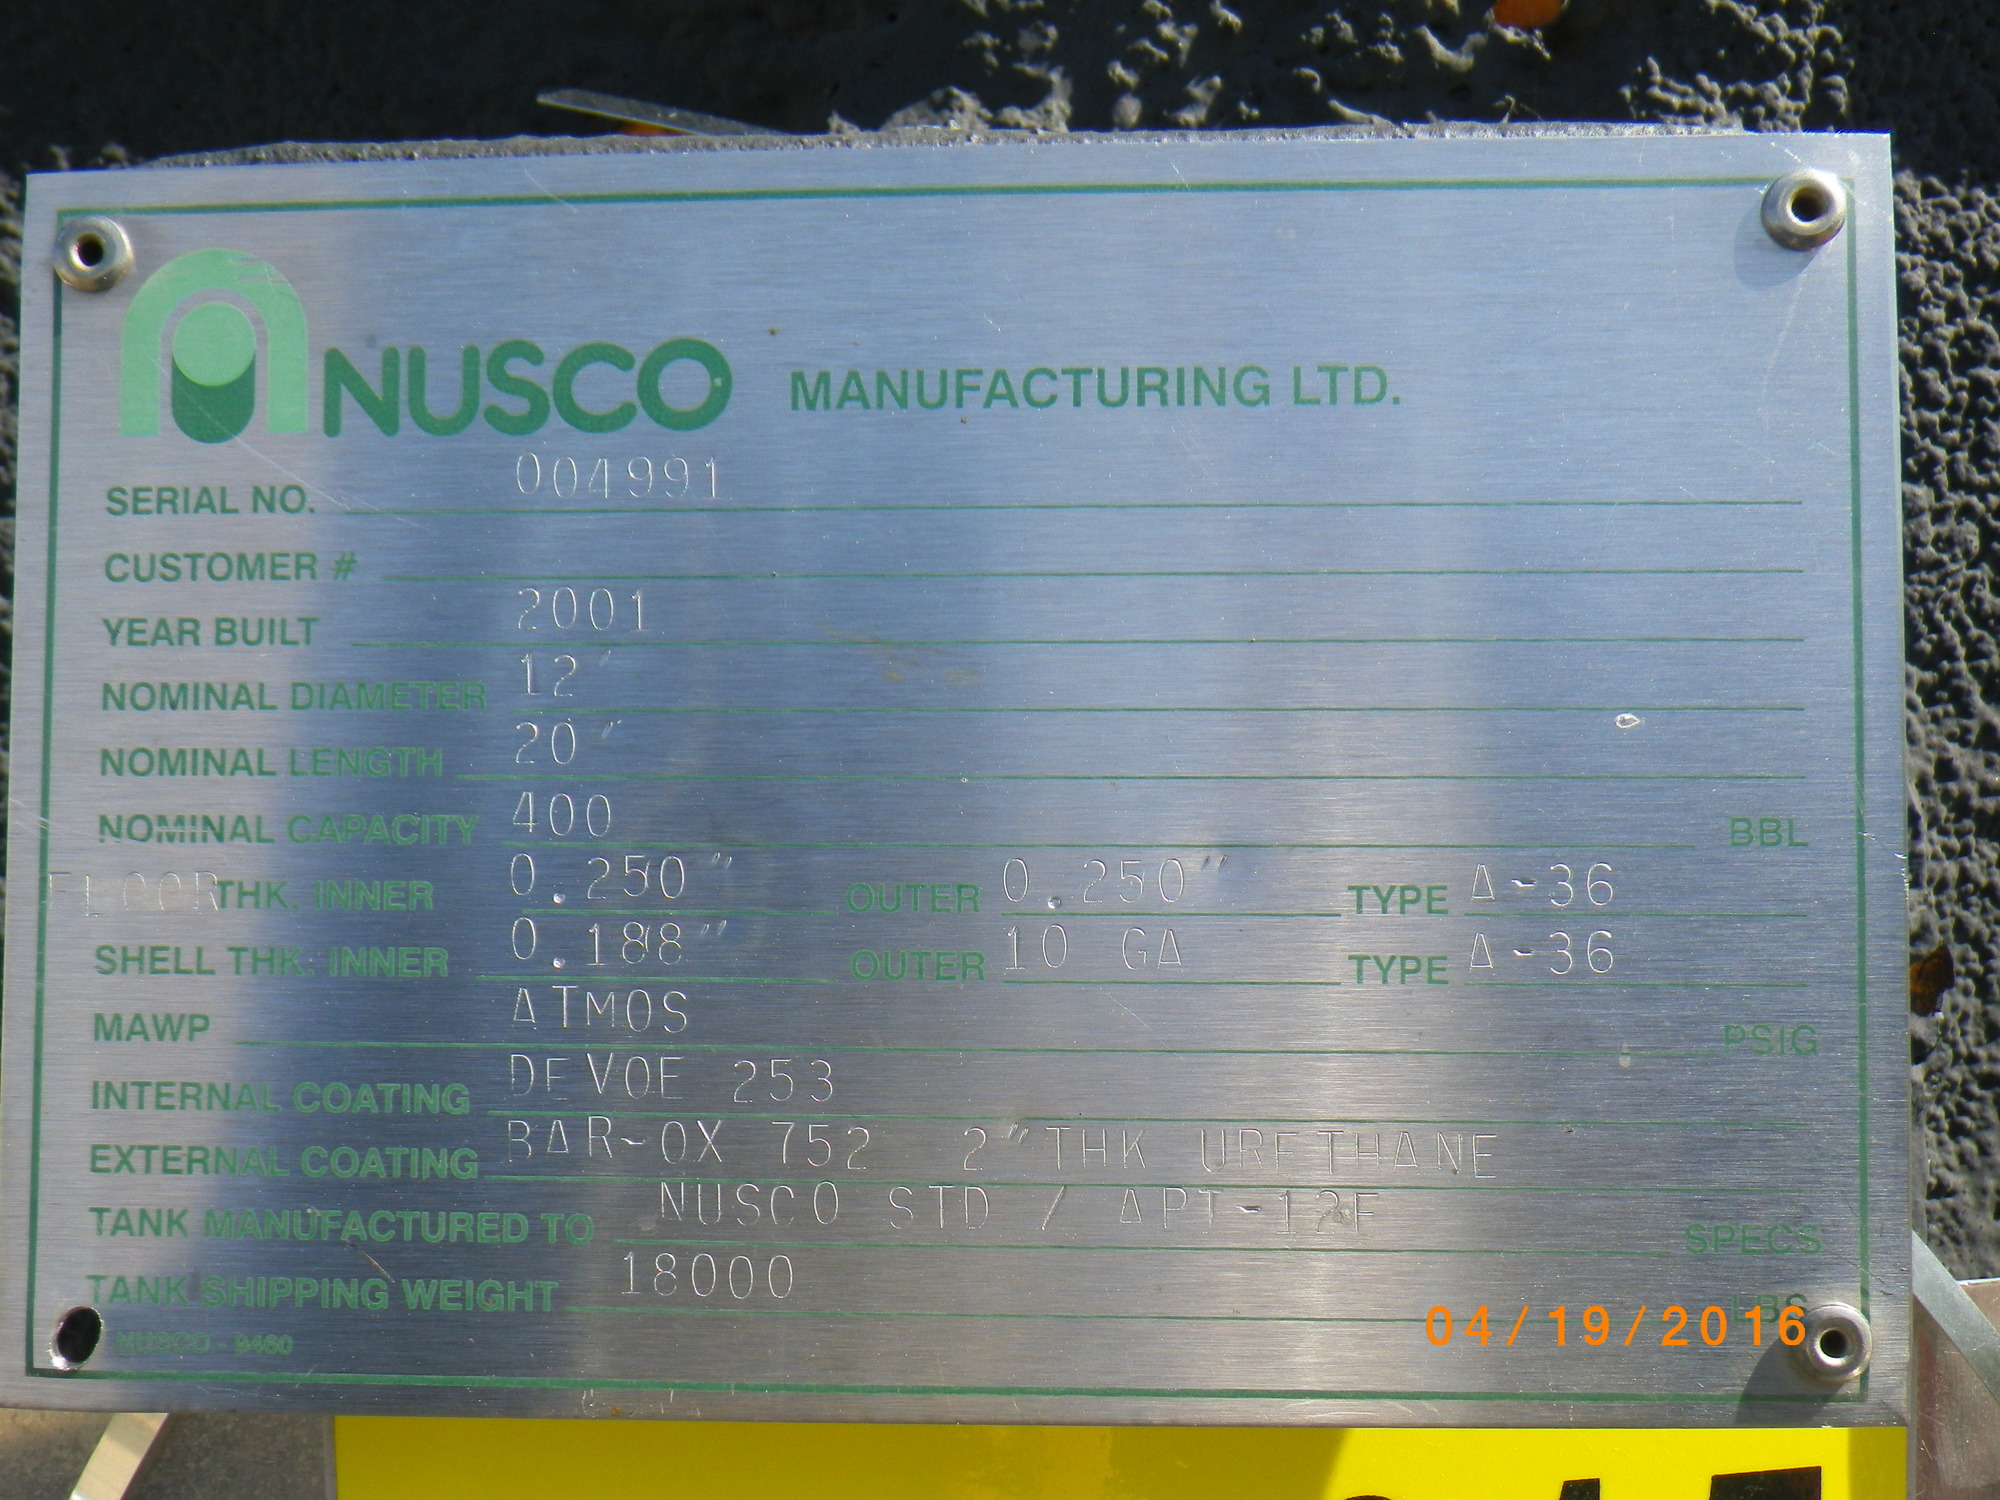 NUSCO MANUFACTURING LTD.
SERIAL NO. 004991
CUSTOMER #
YEAR BUILT 2001
NOMINAL DIAMETER 12'
NOMINAL LENGTH 20'
NOMINAL CAPACITY 400 BBL
FLOOR THK. INNER 0.250" OUTER 0.250" TYPE A-36
SHELL THK. INNER 0.188" OUTER 10 GA TYPE A-36
MAWP ATMOS PSIG
INTERNAL COATING DEVOE 253
EXTERNAL COATING BAR-OX 752 2" THK URETHANE
TANK MANUFACTURED TO NUSCO STD / APT-12F SPECS
TANK SHIPPING WEIGHT 18000 LBS
NUSCO - 9460
04/19/2016